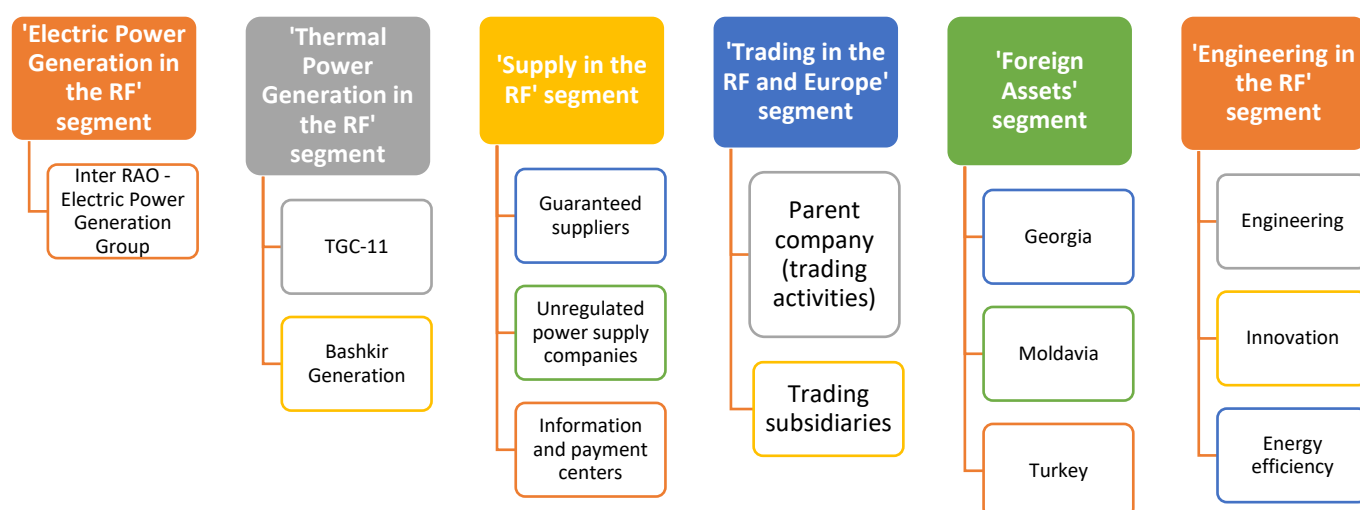 'Electric Power
Generation in
the RF'
segment
Inter RAO -
Electric Power
Generation
Group
'Thermal
Power
Generation in
the RF'
segment
TGC-11
Bashkir
Generation
'Supply in the
RF' segment
Guaranteed
suppliers
Unregulated
power supply
companies
Information
and payment
centers
'Trading in the
RF and Europe'
segment
Parent
company
(trading
activities)
Trading
subsidiaries
'Foreign
Assets'
segment
Georgia
Moldavia
Turkey
'Engineering in
the RF'
segment
Engineering
Innovation
Energy
efficiency